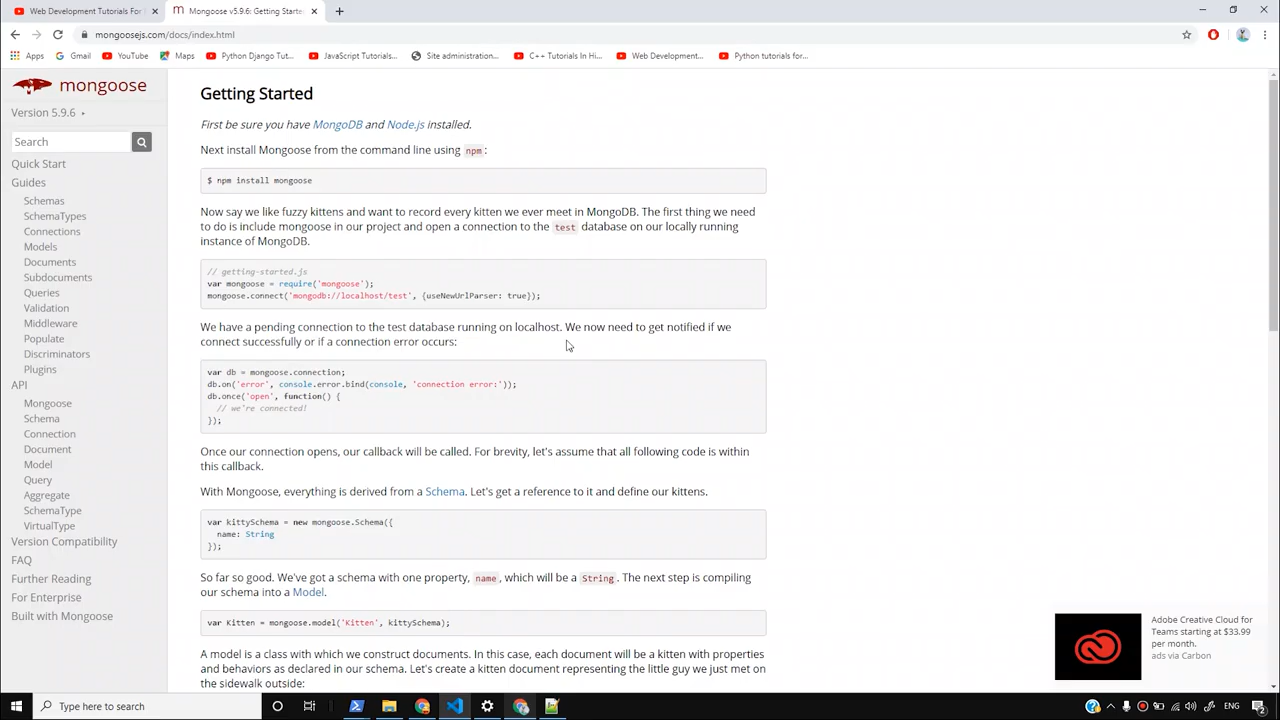 Web Development Tutorials For
Mongoose v5.9.6: Getting Starte
mongoosejs.com/docs/index.html
Apps
Gmail
YouTube
Maps
Python Django Tut...
JavaScript Tutorials...
Site administration...
C++ Tutorials In Hi...
Web Development...
Python tutorials for...
mongoose
Version 5.9.6
Search
Quick Start
Guides
Schemas
SchemaTypes
Connections
Models
Documents
Subdocuments
Queries
Validation
Middleware
Populate
Discriminators
Plugins
API
Mongoose
Schema
Connection
Document
Model
Query
Aggregate
SchemaType
VirtualType
Version Compatibility
FAQ
Further Reading
For Enterprise
Built with Mongoose
Getting Started
First be sure you have MongoDB and Node.js installed.
Next install Mongoose from the command line using npm:
$ npm install mongoose
Now say we like fuzzy kittens and want to record every kitten we ever meet in MongoDB. The first thing we need
to do is include mongoose in our project and open a connection to the test database on our locally running
instance of MongoDB.
// getting-started.js
var mongoose = require('mongoose');
mongoose.connect('mongodb://localhost/test', {useNewUrlParser: true});
We have a pending connection to the test database running on localhost. We now need to get notified if we
connect successfully or if a connection error occurs:
var db = mongoose.connection;
db.on('error', console.error.bind(console, 'connection error:'));
db.once('open', function() {
// we're connected!
});
Once our connection opens, our callback will be called. For brevity, let's assume that all following code is within
this callback.
With Mongoose, everything is derived from a Schema. Let's get a reference to it and define our kittens.
var kittySchema = new mongoose.Schema({
name: String
});
So far so good. We've got a schema with one property, name, which will be a String. The next step is compiling
our schema into a Model.
var Kitten = mongoose.model('Kitten', kittySchema);
A model is a class with which we construct documents. In this case, each document will be a kitten with properties
and behaviors as declared in our schema. Let's create a kitten document representing the little guy we just met on
the sidewalk outside:
Adobe Creative Cloud for
Teams starting at $33.99
per month.
ads via Carbon
Type here to search
ENG